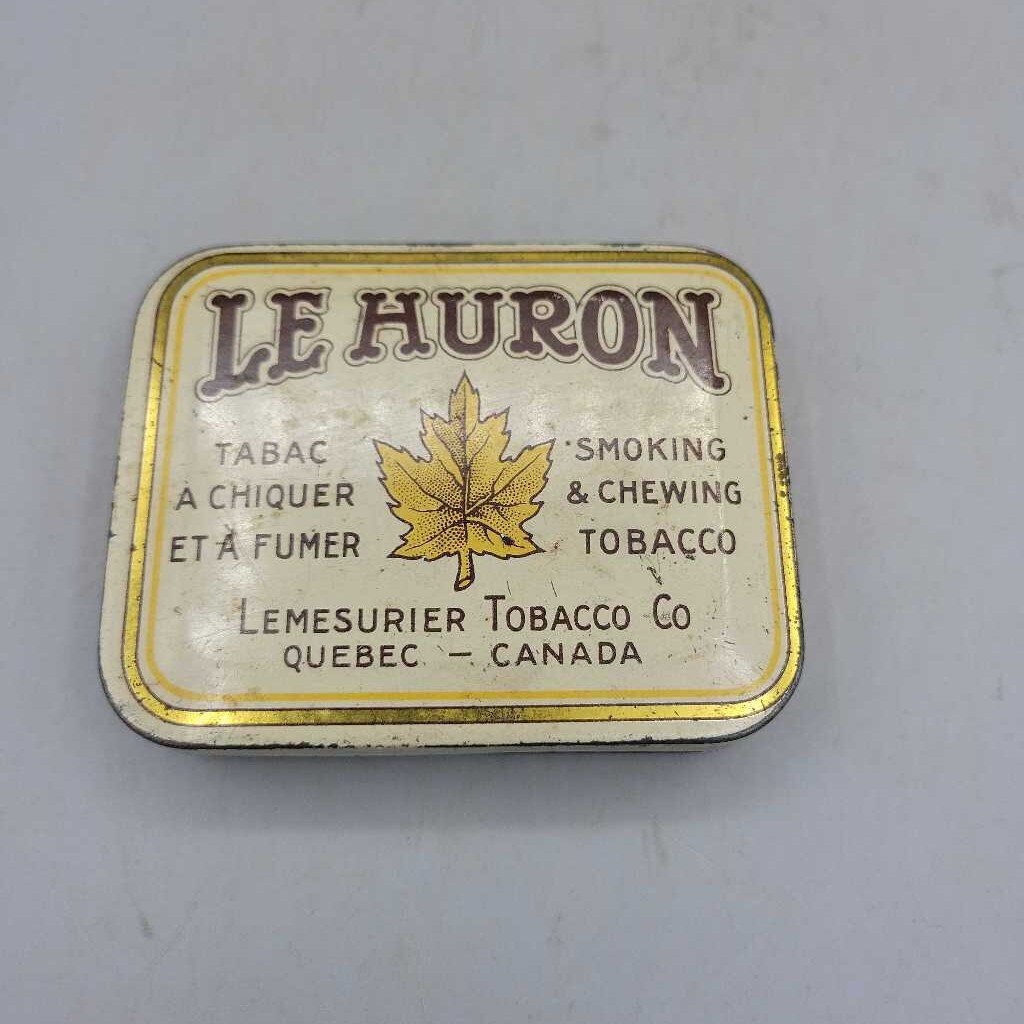 LE HURON
TABAC
A CHIQUER
ET À FUMER
SMOKING
& CHEWING
TOBACCO
LEMESURIER TOBACCO CO
QUEBEC – CANADA